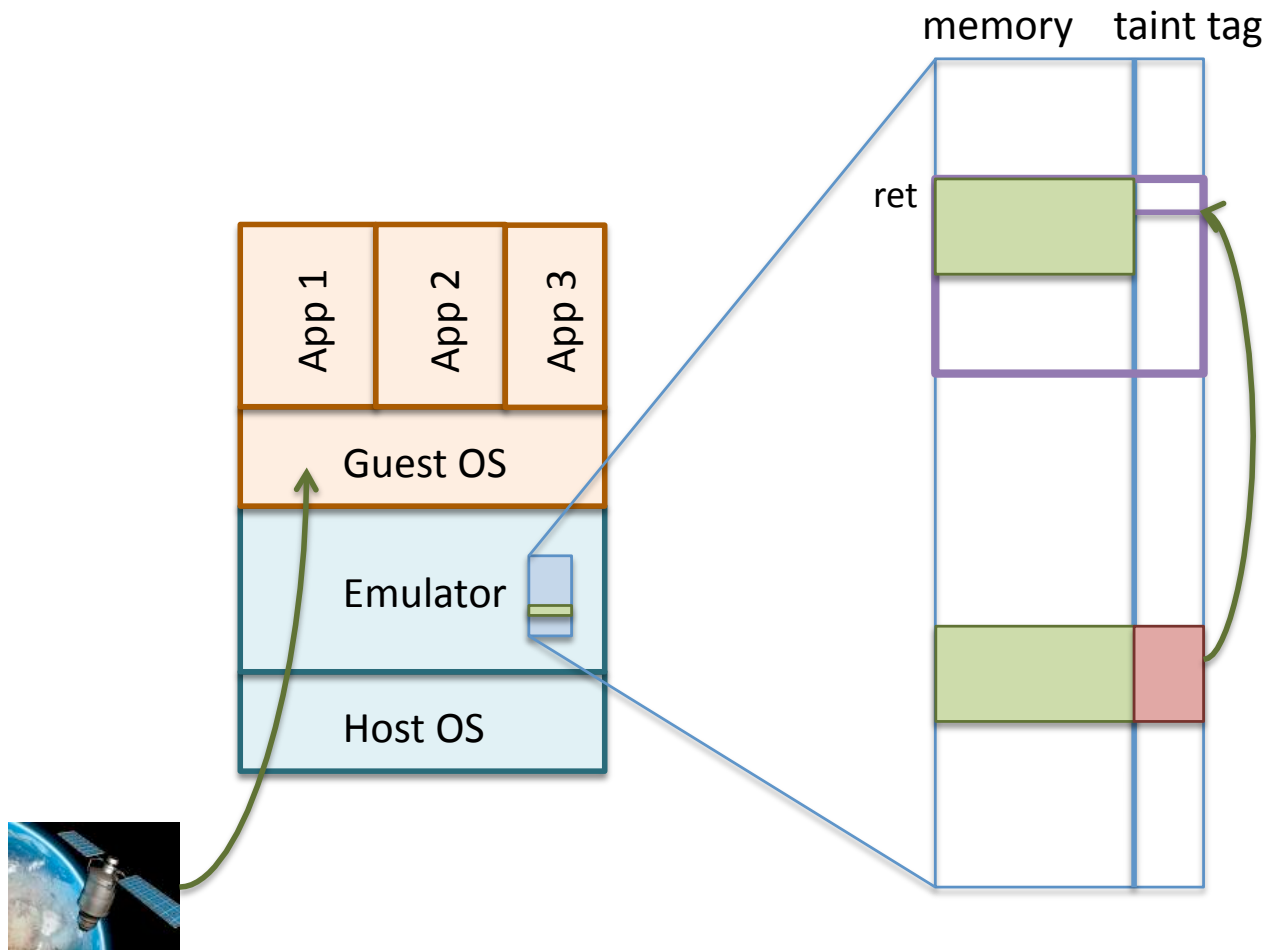 memory taint tag
ret
App 1
App 2
App 3
Guest OS
Emulator
Host OS